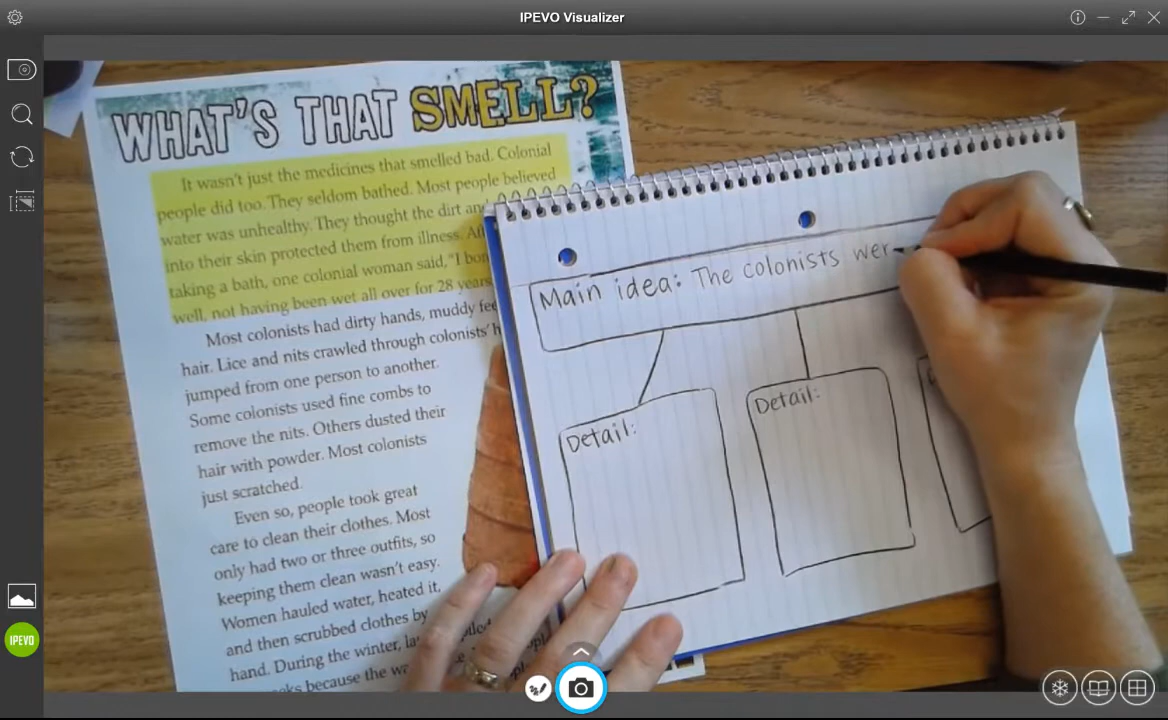 IPEVO Visualizer
WHAT'S THAT SMELL?
It wasn't just the medicines that smelled bad. Colonial
people did too. They seldom bathed. Most people believed
water was unhealthy. They thought the dirt and
into their skin protected them from illness.
taking a bath, one colonial woman said, "I
well, not having been wet all over for 28 years
Most colonists had dirty hands, muddy
hair. Lice and nits crawled through colonists'
jumped from one person to another.
Some colonists used fine combs to
remove the nits. Others dusted their
hair with powder. Most colonists
just scratched.
Even so, people took great
care to clean their clothes. Most
only had two or three outfits, so
keeping them clean wasn't easy.
Women hauled water, heated it,
and then scrubbed clothes by
hand. During the winter,
because the
Main idea: The colonists wer
Detail:
Detail:
IPEVO